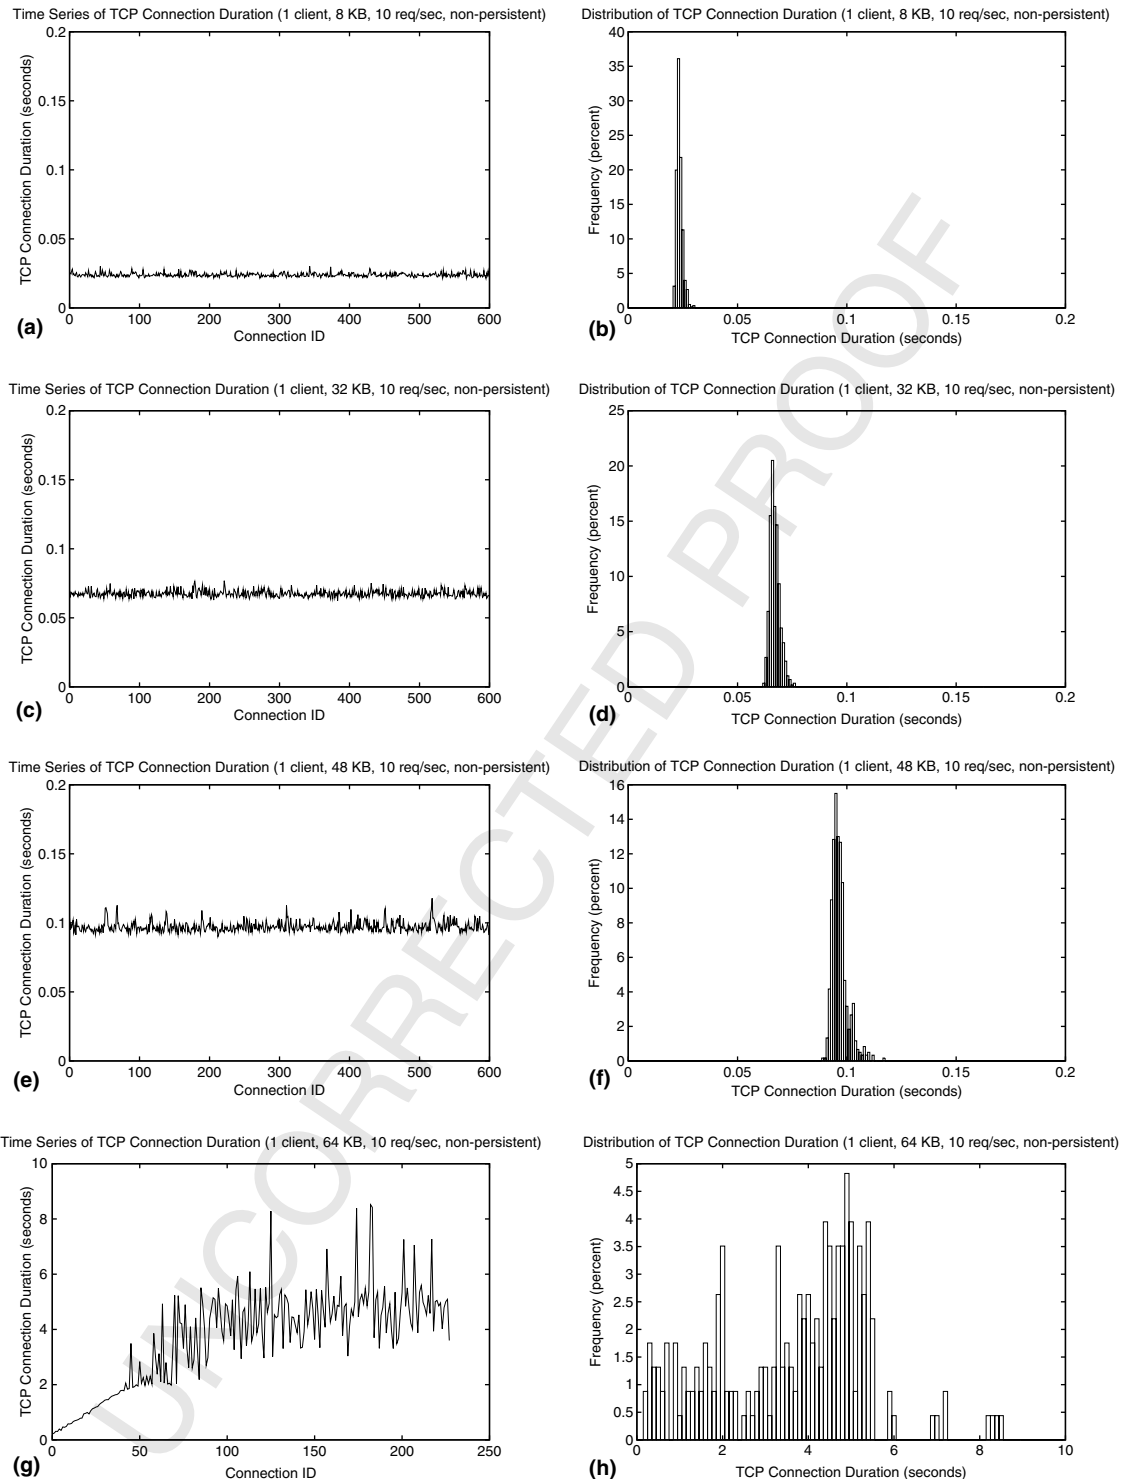 Time Series of TCP Connection Duration (1 client, 8 KB, 10 req/sec, non-persistent)
0.2
0.15
0.1
0.05
0
TCP Connection Duration (seconds)
0 100 200 300 400 500 600
Connection ID
(a)
Distribution of TCP Connection Duration (1 client, 8 KB, 10 req/sec, non-persistent)
40
35
30
25
20
15
10
5
0
Frequency (percent)
0 0.05 0.1 0.15 0.2
TCP Connection Duration (seconds)
(b)
Time Series of TCP Connection Duration (1 client, 32 KB, 10 req/sec, non-persistent)
0.2
0.15
0.1
0.05
0
TCP Connection Duration (seconds)
0 100 200 300 400 500 600
Connection ID
(c)
Distribution of TCP Connection Duration (1 client, 32 KB, 10 req/sec, non-persistent)
25
20
15
10
5
0
Frequency (percent)
0 0.05 0.1 0.15 0.2
TCP Connection Duration (seconds)
(d)
Time Series of TCP Connection Duration (1 client, 48 KB, 10 req/sec, non-persistent)
0.2
0.15
0.1
0.05
0
TCP Connection Duration (seconds)
0 100 200 300 400 500 600
Connection ID
(e)
Distribution of TCP Connection Duration (1 client, 48 KB, 10 req/sec, non-persistent)
16
14
12
10
8
6
4
2
0
Frequency (percent)
0 0.05 0.1 0.15 0.2
TCP Connection Duration (seconds)
(f)
Time Series of TCP Connection Duration (1 client, 64 KB, 10 req/sec, non-persistent)
10
8
6
4
2
0
TCP Connection Duration (seconds)
0 50 100 150 200 250
Connection ID
(g)
Distribution of TCP Connection Duration (1 client, 64 KB, 10 req/sec, non-persistent)
5
4.5
4
3.5
3
2.5
2
1.5
1
0.5
0
Frequency (percent)
0 2 4 6 8 10
TCP Connection Duration (seconds)
(h)
UNCORRECTED PROOF